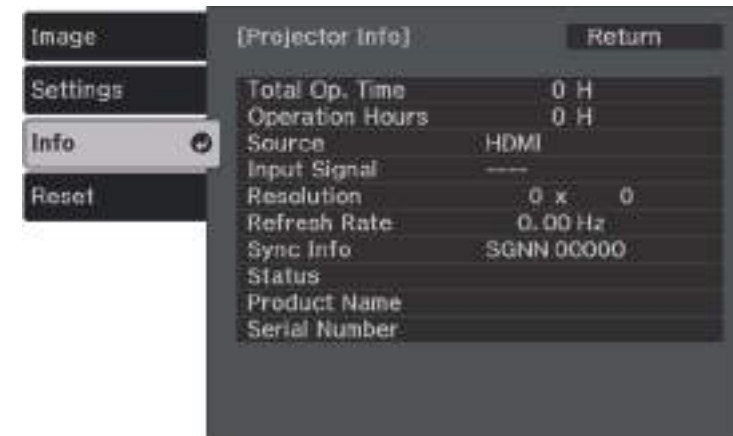 Image
Settings
Info
Reset
[Projector Info]
Return
Total Op. Time 0 H
Operation Hours 0 H
Source HDMI
Input Signal ----
Resolution 0 x 0
Refresh Rate 0.00 Hz
Sync Info SGNN 00000
Status
Product Name
Serial Number